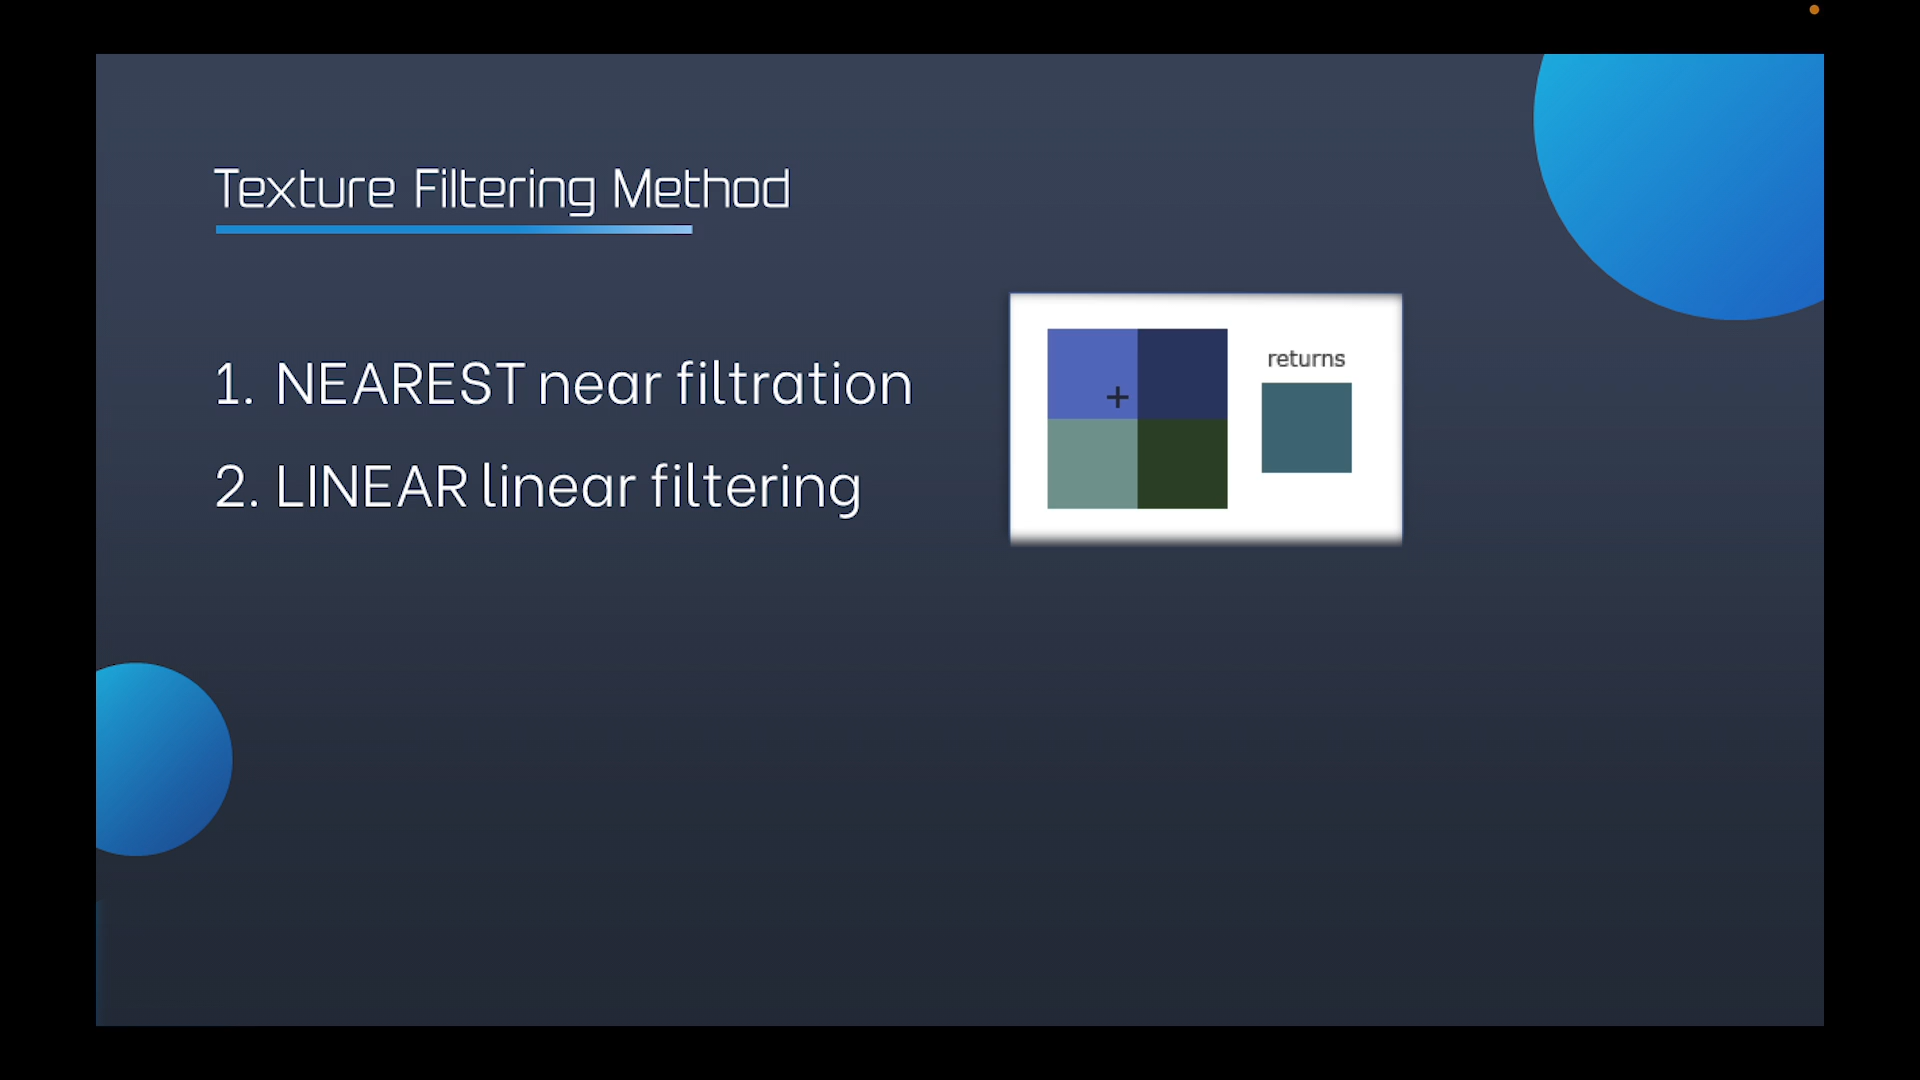 Texture Filtering Method
1. NEAREST near filtration
2. LINEAR linear filtering
returns